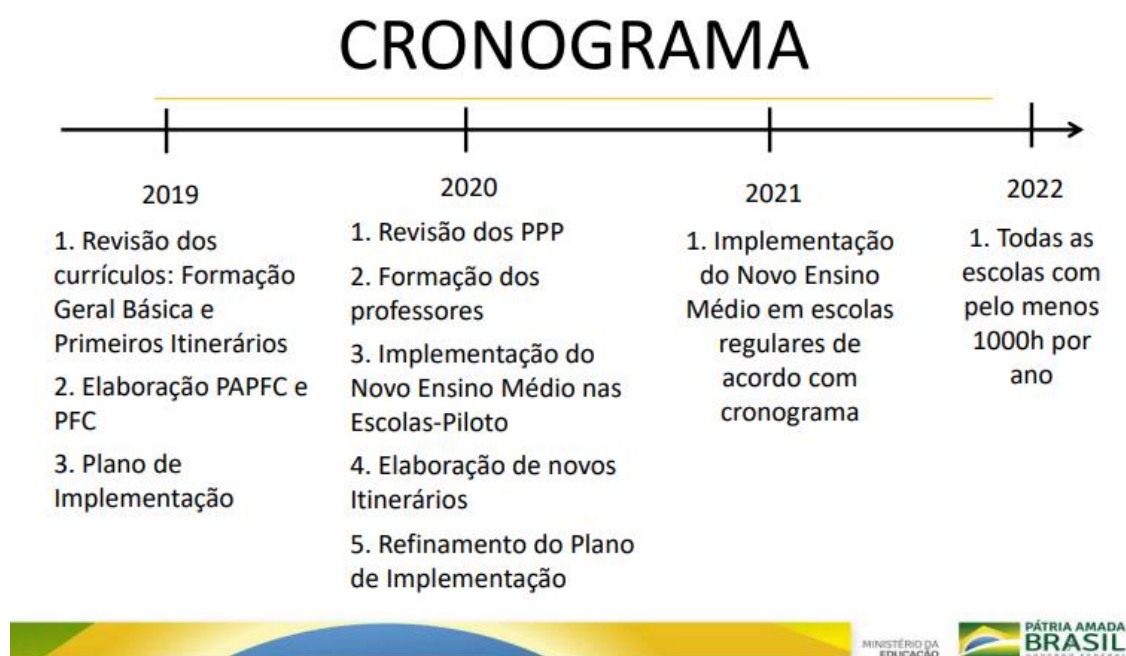 CRONOGRAMA
2019
1. Revisão dos
currículos: Formação
Geral Básica e
Primeiros Itinerários
2. Elaboração PAPFC e
PFC
3. Plano de
Implementação
2020
1. Revisão dos PPP
2. Formação dos
professores
3. Implementação do
Novo Ensino Médio nas
Escolas-Piloto
4. Elaboração de novos
Itinerários
5. Refinamento do Plano
de Implementação
2021
1. Implementação
do Novo Ensino
Médio em escolas
regulares de
acordo com
cronograma
2022
1. Todas as
escolas com
pelo menos
1000h por
ano
MINISTÉRIO DA
EDUCAÇÃO
PÁTRIA AMADA
BRASIL
GOVERNO FEDERAL